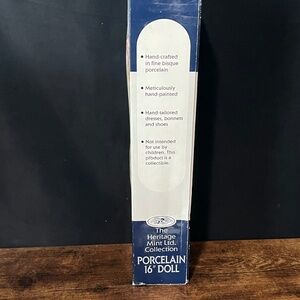 • Hand-crafted
in fine bisque
porcelain
• Meticulously
hand-painted
• Hand-tailored
dresses, bonnets
and shoes
• Not intended
for use by
children. This
product is a
collectible.
The
Heritage
Mint Ltd.
Collection
PORCELAIN
16" DOLL